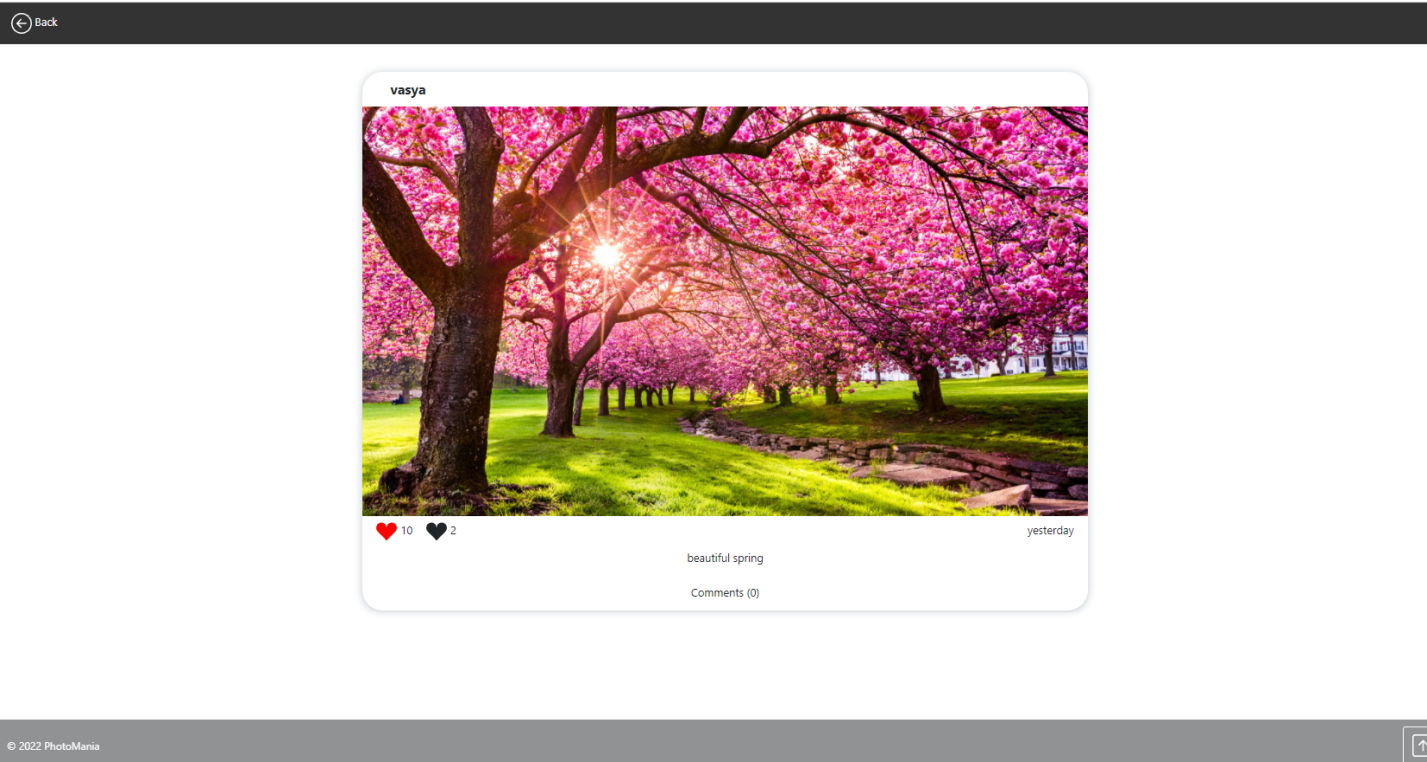 Back
vasya
10 2 yesterday
beautiful spring
Comments (0)
© 2022 PhotoMania